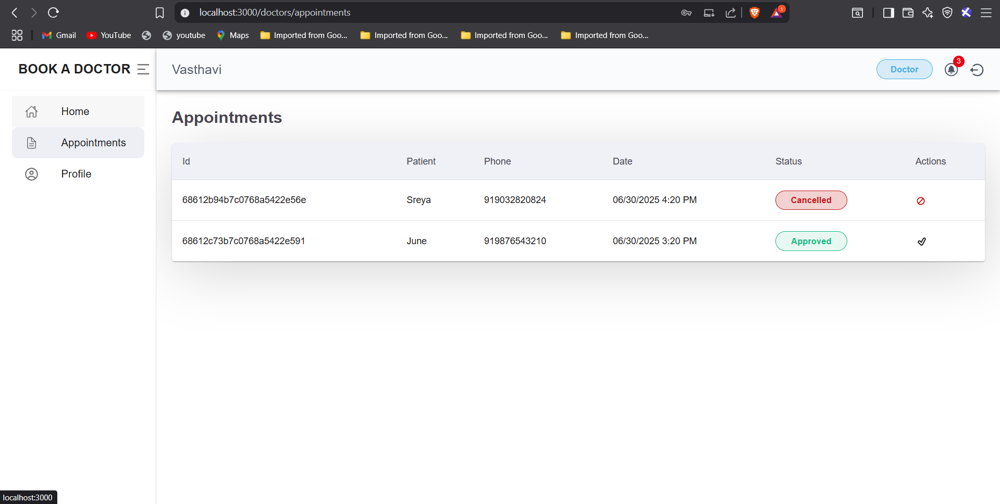 localhost:3000/doctors/appointments
1
Gmail YouTube youtube Maps Imported from Goo... Imported from Goo... Imported from Goo... Imported from Goo...
BOOK A DOCTOR
Vasthavi
Doctor
3
Home
Appointments
Profile
Appointments
Id Patient Phone Date Status Actions
68612b94b7c0768a5422e56e Sreya 919032820824 06/30/2025 4:20 PM Cancelled
68612c73b7c0768a5422e591 June 919876543210 06/30/2025 3:20 PM Approved
localhost:3000